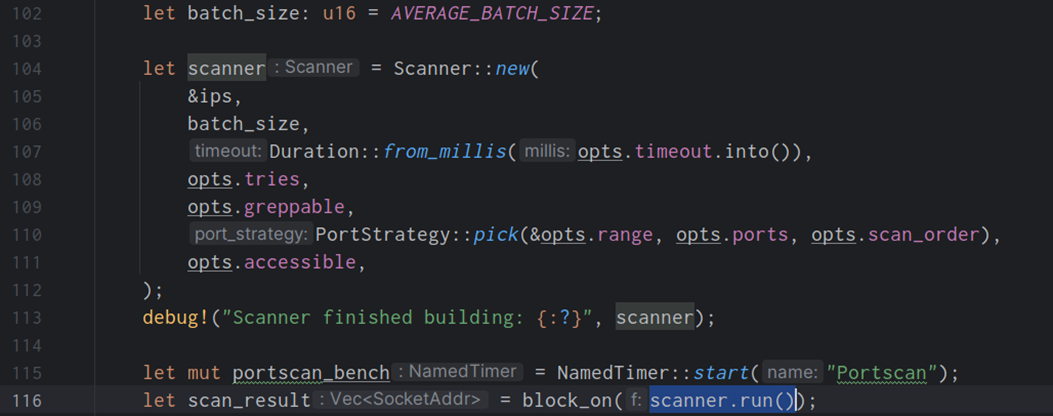 102 let batch_size: u16 = AVERAGE_BATCH_SIZE;
103
104 let scanner : Scanner = Scanner::new(
105 &ips,
106 batch_size,
107 timeout: Duration::from_millis( millis: opts.timeout.into()),
108 opts.tries,
109 opts.greppable,
110 port_strategy: PortStrategy::pick(&opts.range, opts.ports, opts.scan_order),
111 opts.accessible,
112 );
113 debug!("Scanner finished building: {:?}", scanner);
114
115 let mut portscan_bench : NamedTimer = NamedTimer::start( name: "Portscan");
116 let scan_result : Vec<SocketAddr> = block_on( f: scanner.run());